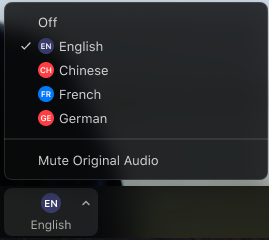 Off
EN English
CH Chinese
FR French
GE German
Mute Original Audio
EN
English